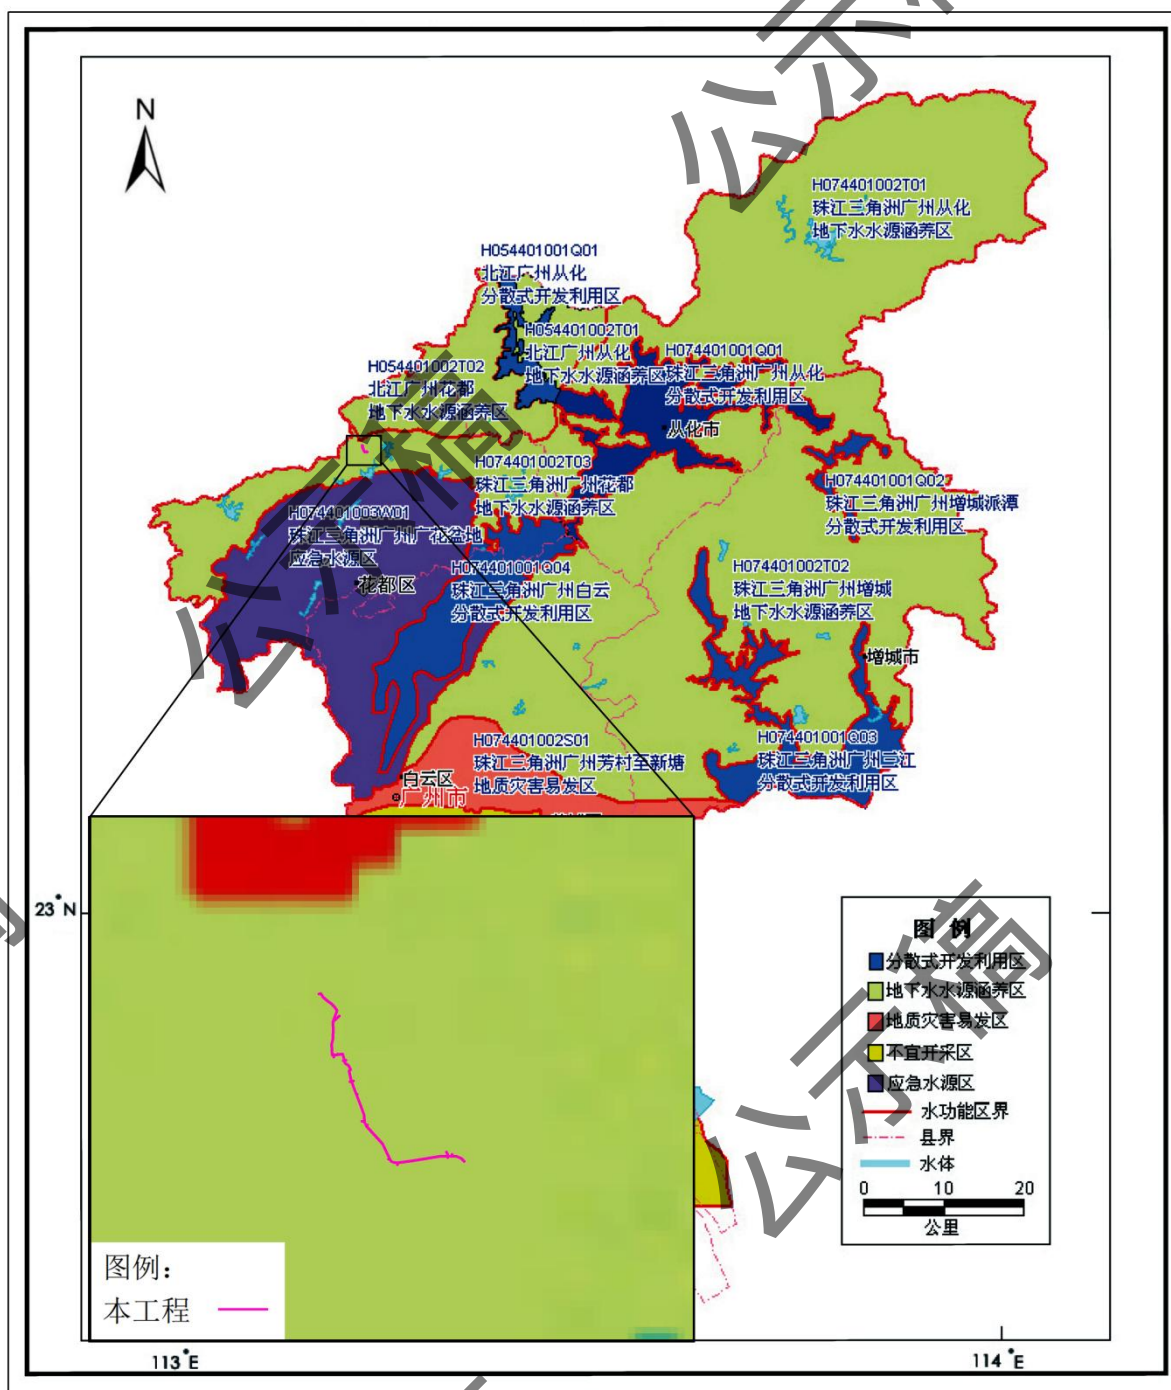 N
H074401002T01
珠江三角洲广州从化
地下水水源涵养区
H054401001Q01
北江广州从化
分散式开发利用区
H054401002T01
北江广州从化
地下水水源涵养区
H074401001Q01
珠江三角洲广州从化
分散式开发利用区
H054401002T02
北江广州花都
地下水水源涵养区
从化市
H074401002T03
珠江三角洲广州花都
地下水水源涵养区
H074401001Q02
珠江三角洲广州增城派潭
分散式开发利用区
H074401003W01
珠江三角洲广州广花盆地
应急水源区
花都区
H074401001Q04
珠江三角洲广州白云
分散式开发利用区
H074401002T02
珠江三角洲广州增城
地下水水源涵养区
增城市
H074401002S01
珠江三角洲广州芳村至新塘
地质灾害易发区
H074401001Q03
珠江三角洲广州三江
分散式开发利用区
白云区
广州市
23°N
图 例
分散式开发利用区
地下水水源涵养区
地质灾害易发区
不宜开采区
应急水源区
水功能区界
县界
水体
0 10 20
公里
图例：
本工程
113°E
114°E
公示稿
公示稿
公示稿
稿